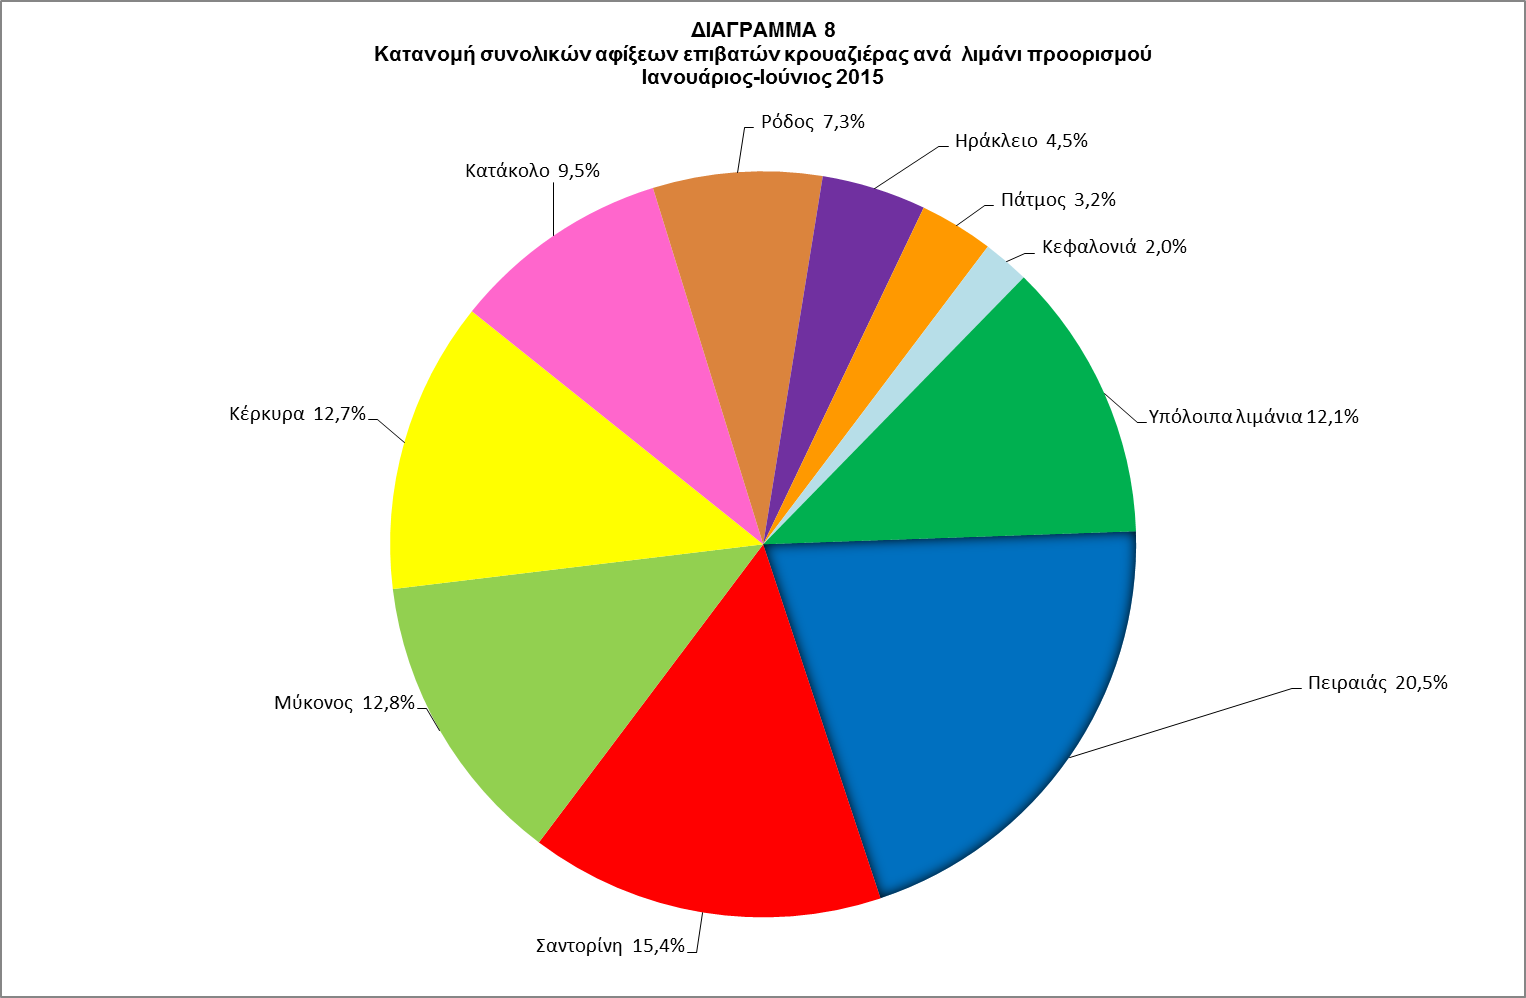 ΔΙΑΓΡΑΜΜΑ 8
Κατανομή συνολικών αφίξεων επιβατών κρουαζιέρας ανά λιμάνι προορισμού
Ιανουάριος-Ιούνιος 2015
Ρόδος 7,3%
Ηράκλειο 4,5%
Κατάκολο 9,5%
Πάτμος 3,2%
Κεφαλονιά 2,0%
Κέρκυρα 12,7%
Υπόλοιπα λιμάνια 12,1%
Πειραιάς 20,5%
Μύκονος 12,8%
Σαντορίνη 15,4%